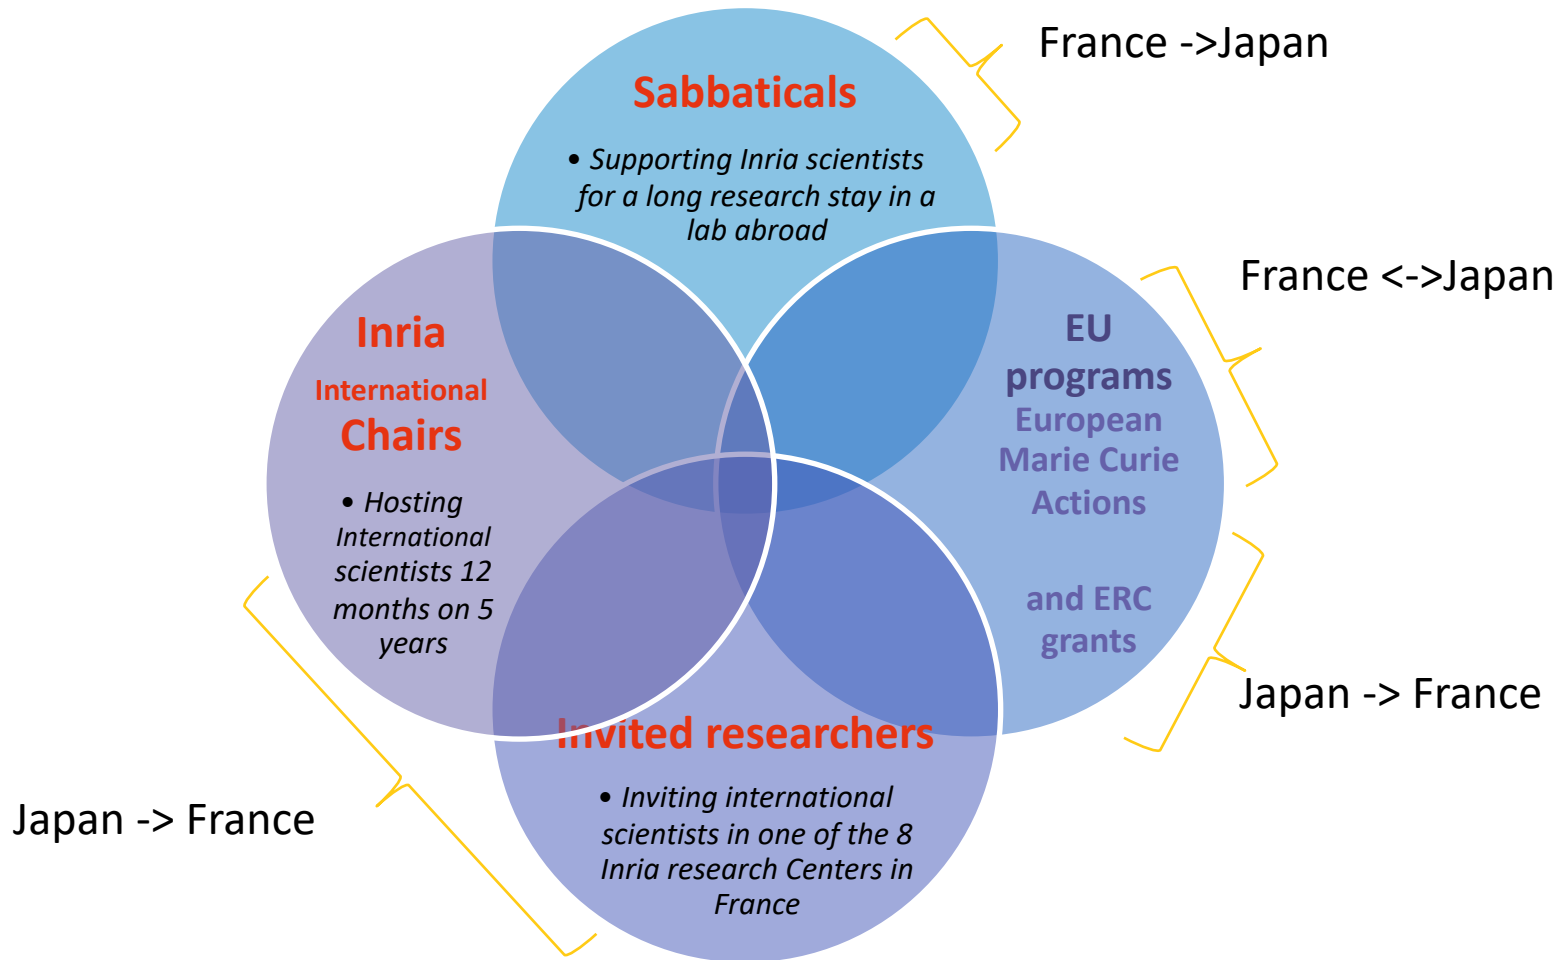 France ->Japan
Sabbaticals
• Supporting Inria scientists
for a long research stay in a
lab abroad
France <->Japan
Inria
International
Chairs
• Hosting
International
scientists 12
months on 5
years
EU
programs
European
Marie Curie
Actions
and ERC
grants
Japan -> France
Invited researchers
• Inviting international
scientists in one of the 8
Inria research Centers in
France
Japan -> France